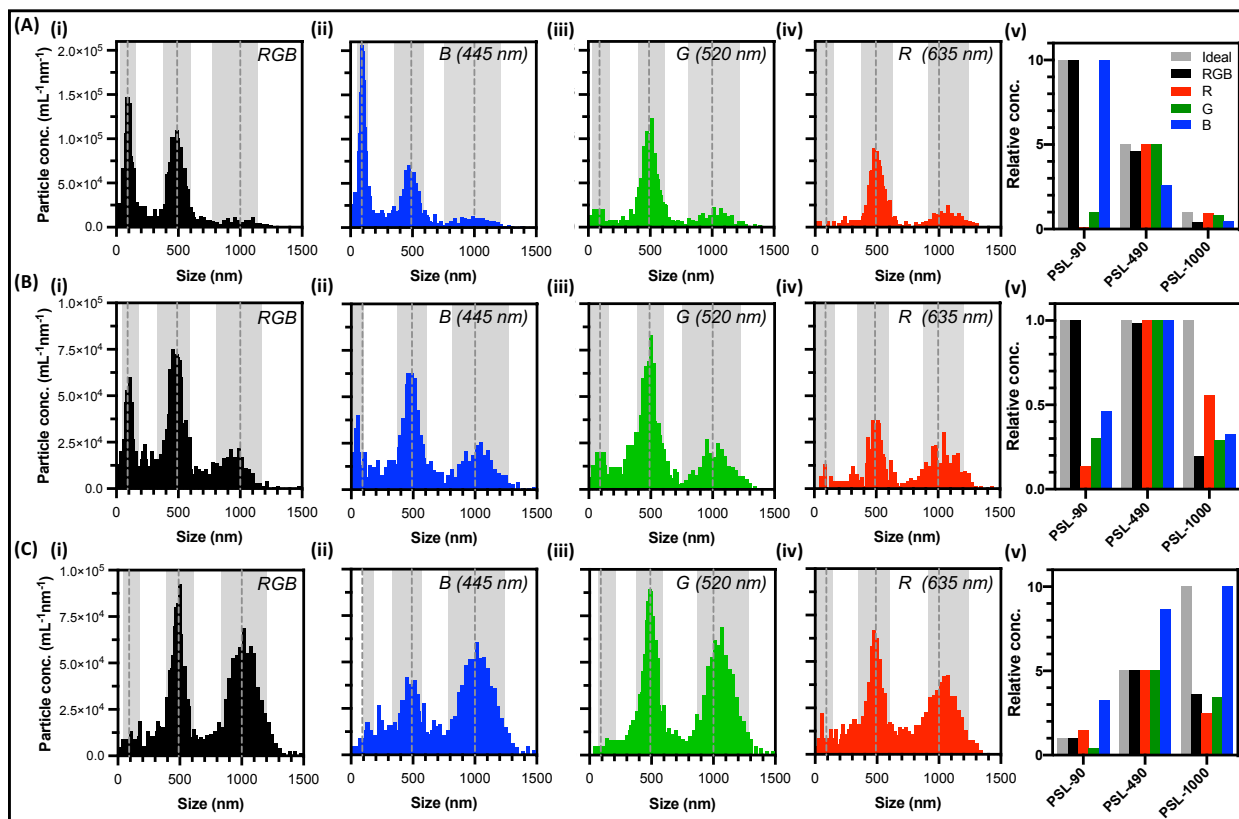 (A) (i) (ii) (iii) (iv) (v)
RGB B (445 nm) G (520 nm) R (635 nm)
Particle conc. (mL⁻¹nm⁻¹)
2.0×10⁵
1.5×10⁵
1.0×10⁵
5.0×10⁴
0.0
0 500 1000 1500
0 500 1000 1500
0 500 1000 1500
0 500 1000 1500
Size (nm) Size (nm) Size (nm) Size (nm)
Relative conc.
10
5
0
Ideal
RGB
R
G
B
PSL-90 PSL-490 PSL-1000
(B) (i) (ii) (iii) (iv) (v)
RGB B (445 nm) G (520 nm) R (635 nm)
Particle conc. (mL⁻¹nm⁻¹)
1.0×10⁵
7.5×10⁴
5.0×10⁴
2.5×10⁴
0.0
0 500 1000 1500
0 500 1000 1500
0 500 1000 1500
0 500 1000 1500
Size (nm) Size (nm) Size (nm) Size (nm)
Relative conc.
1.0
0.5
0.0
PSL-90 PSL-490 PSL-1000
(C) (i) (ii) (iii) (iv) (v)
RGB B (445 nm) G (520 nm) R (635 nm)
Particle conc. (mL⁻¹nm⁻¹)
1.0×10⁵
7.5×10⁴
5.0×10⁴
2.5×10⁴
0.0
0 500 1000 1500
0 500 1000 1500
0 500 1000 1500
0 500 1000 1500
Size (nm) Size (nm) Size (nm) Size (nm)
Relative conc.
10
5
0
PSL-90 PSL-490 PSL-1000